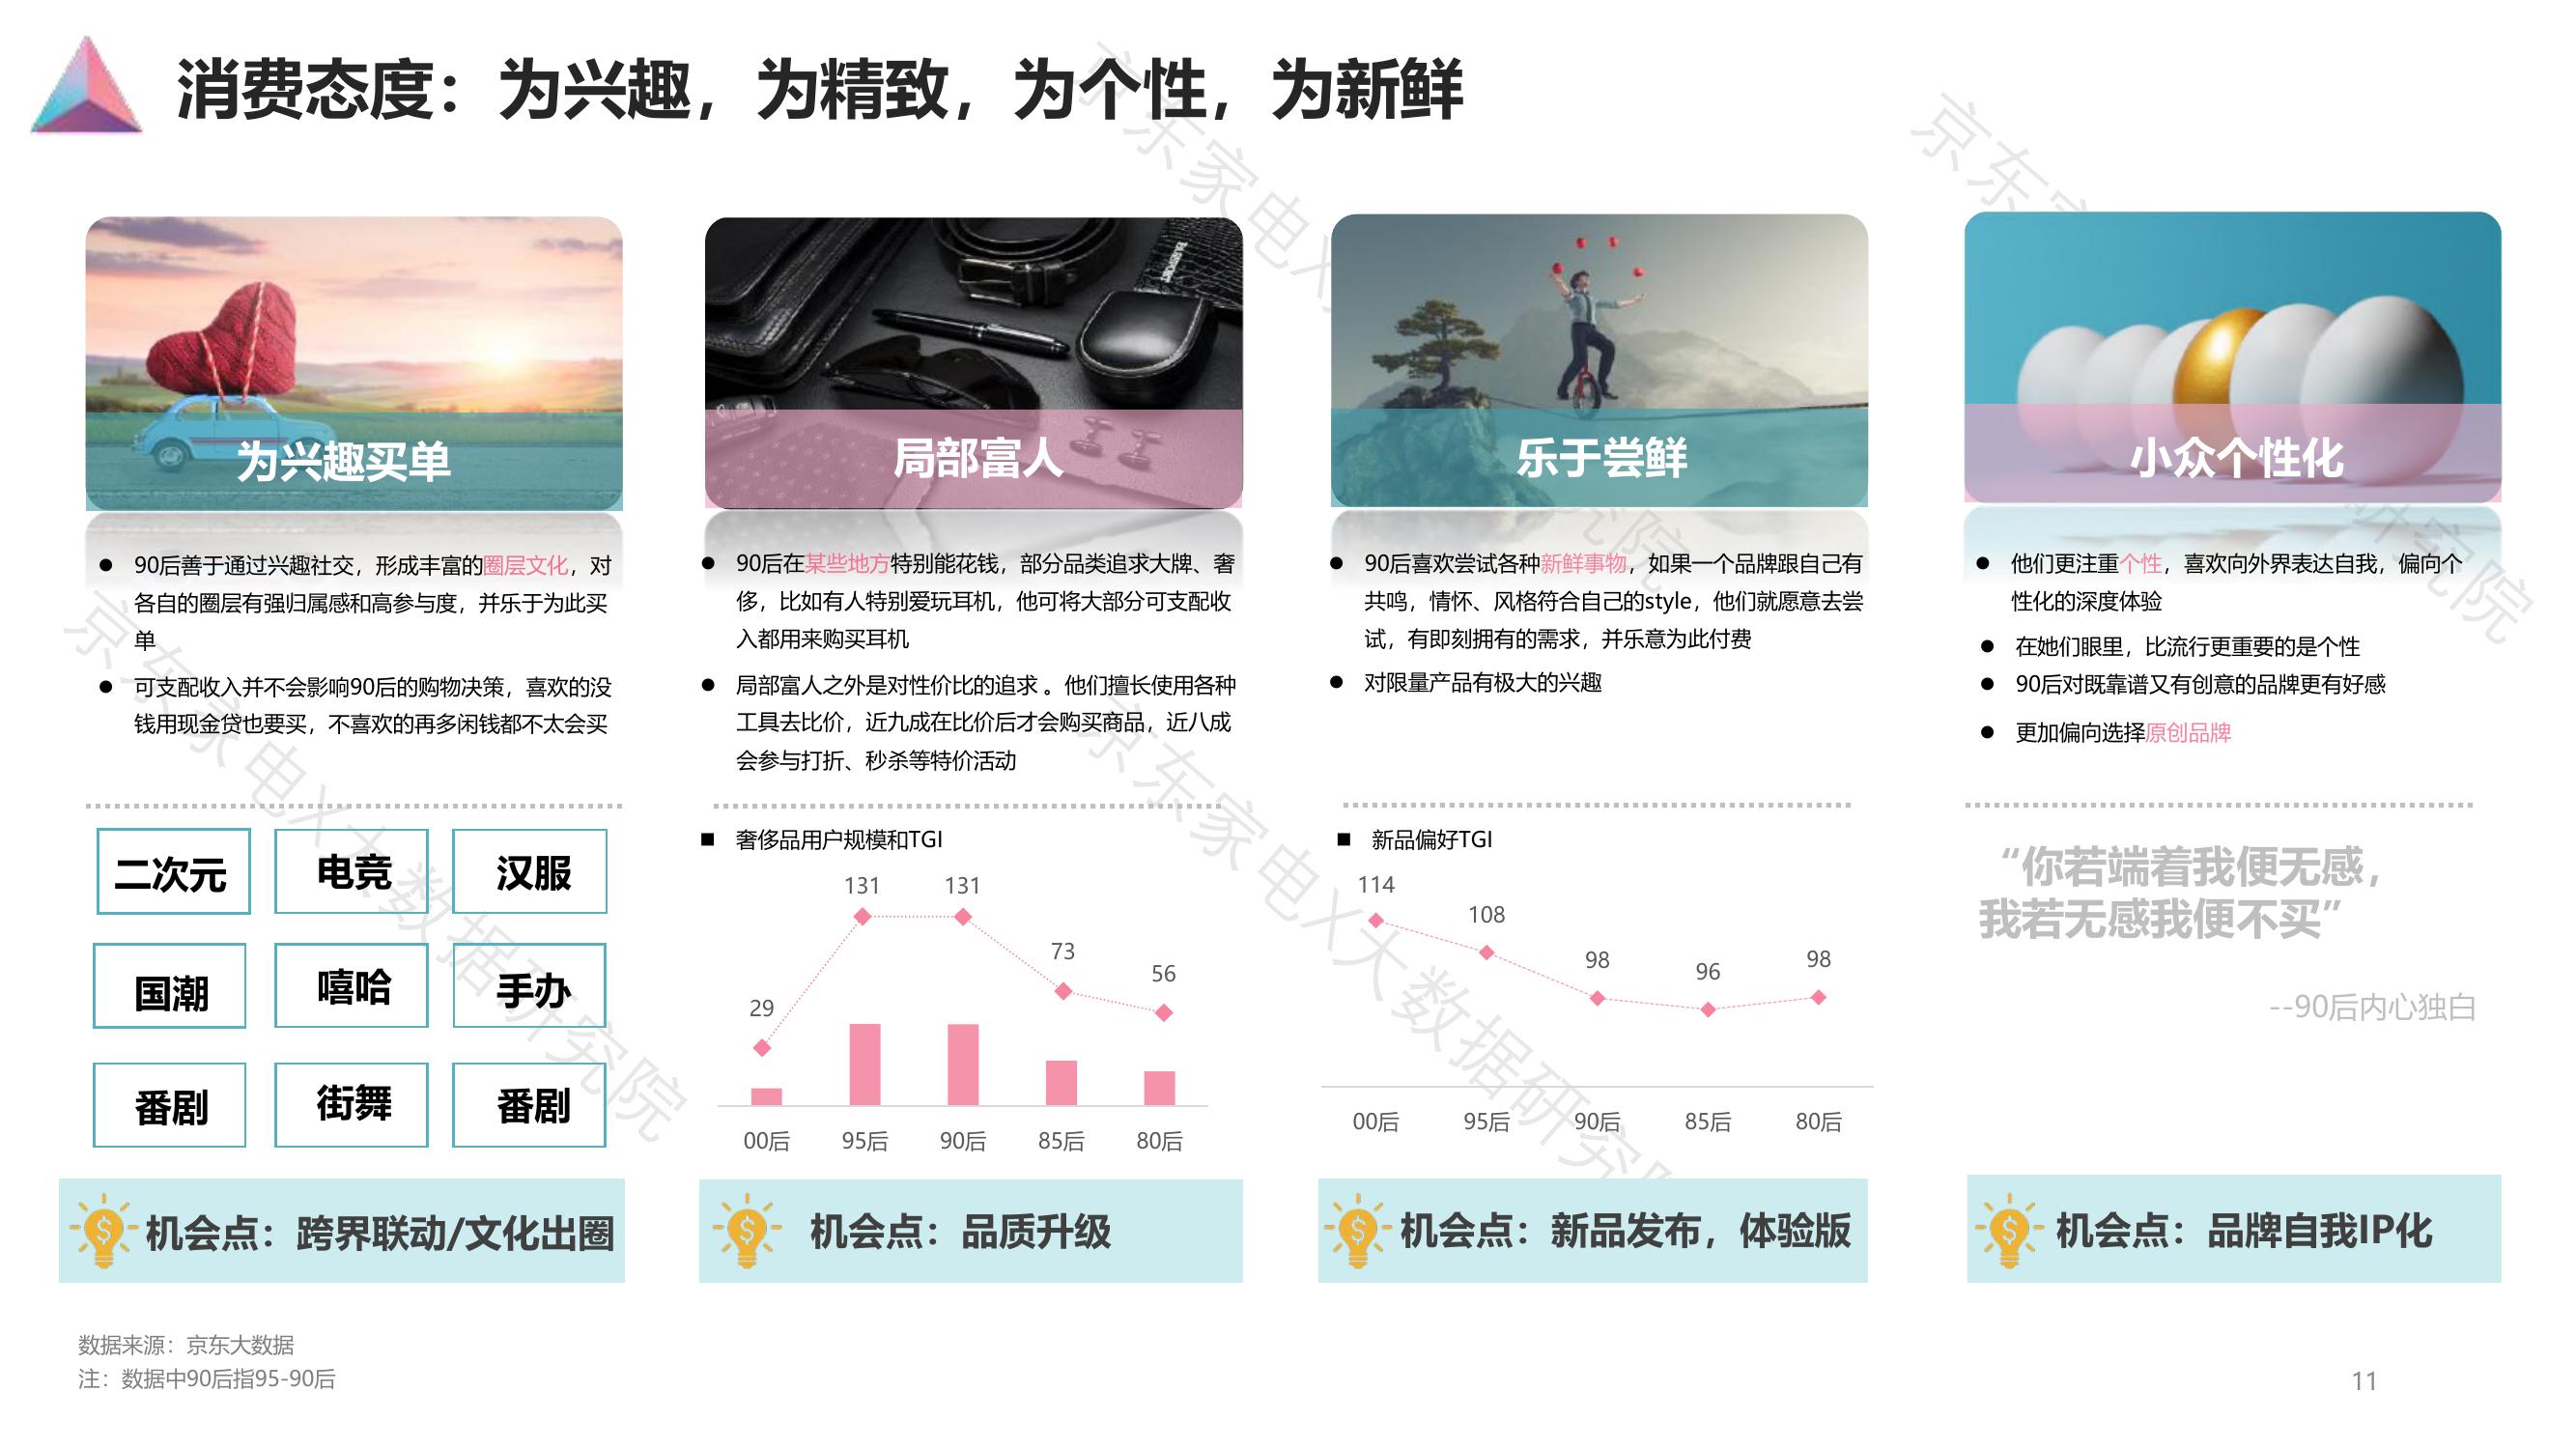 消费态度：为兴趣，为精致，为个性，为新鲜
为兴趣买单
90后善于通过兴趣社交，形成丰富的圈层文化，对
各自的圈层有强归属感和高参与度，并乐于为此买
单
可支配收入并不会影响90后的购物决策，喜欢的没
钱用现金贷也要买，不喜欢的再多闲钱都不太会买
二次元 电竞 汉服
国潮 嘻哈 手办
番剧 街舞 番剧
机会点：跨界联动/文化出圈
局部富人
90后在某些地方特别能花钱，部分品类追求大牌、奢
侈，比如有人特别爱玩耳机，他可将大部分可支配收
入都用来购买耳机
局部富人之外是对性价比的追求 。他们擅长使用各种
工具去比价，近九成在比价后才会购买商品，近八成
会参与打折、秒杀等特价活动
奢侈品用户规模和TGI
29 131 131 73 56
00后 95后 90后 85后 80后
机会点：品质升级
乐于尝鲜
90后喜欢尝试各种新鲜事物，如果一个品牌跟自己有
共鸣，情怀、风格符合自己的style，他们就愿意去尝
试，有即刻拥有的需求，并乐意为此付费
对限量产品有极大的兴趣
新品偏好TGI
114 108 98 96 98
00后 95后 90后 85后 80后
机会点：新品发布，体验版
小众个性化
他们更注重个性，喜欢向外界表达自我，偏向个
性化的深度体验
在她们眼里，比流行更重要的是个性
90后对既靠谱又有创意的品牌更有好感
更加偏向选择原创品牌
“你若端着我便无感，
我若无感我便不买”
--90后内心独白
机会点：品牌自我IP化
数据来源：京东大数据
注：数据中90后指95-90后
11
京东家电X大数据研究院
京东家电X大数据研究院